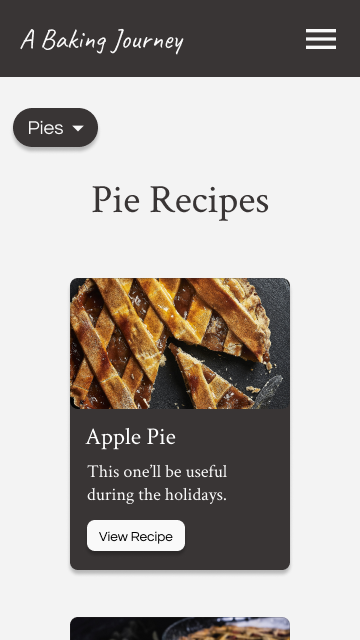 A Baking Journey
Pies
Pie Recipes
Apple Pie
This one’ll be useful
during the holidays.
View Recipe